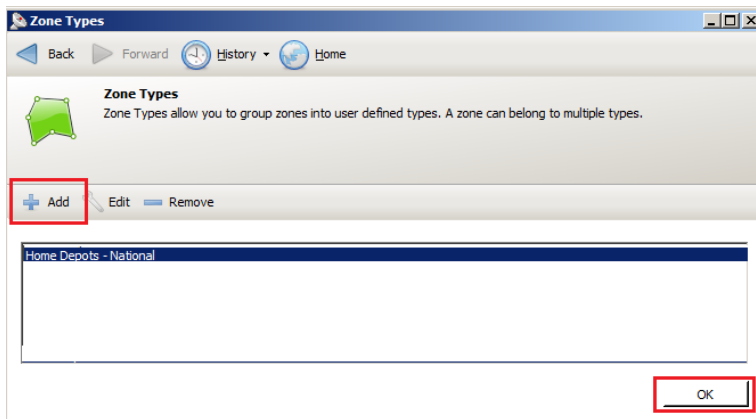 Zone Types
Back Forward History Home
Zone Types
Zone Types allow you to group zones into user defined types. A zone can belong to multiple types.
Add Edit Remove
Home Depots - National
OK